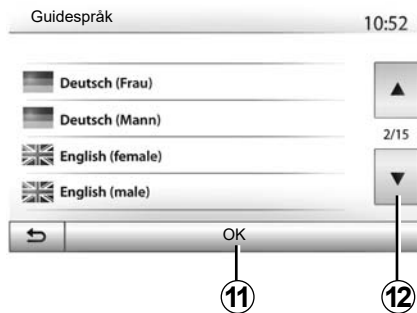 Guidespråk 10:52
Deutsch (Frau)
Deutsch (Mann)
2/15
English (female)
English (male)
OK
11 12